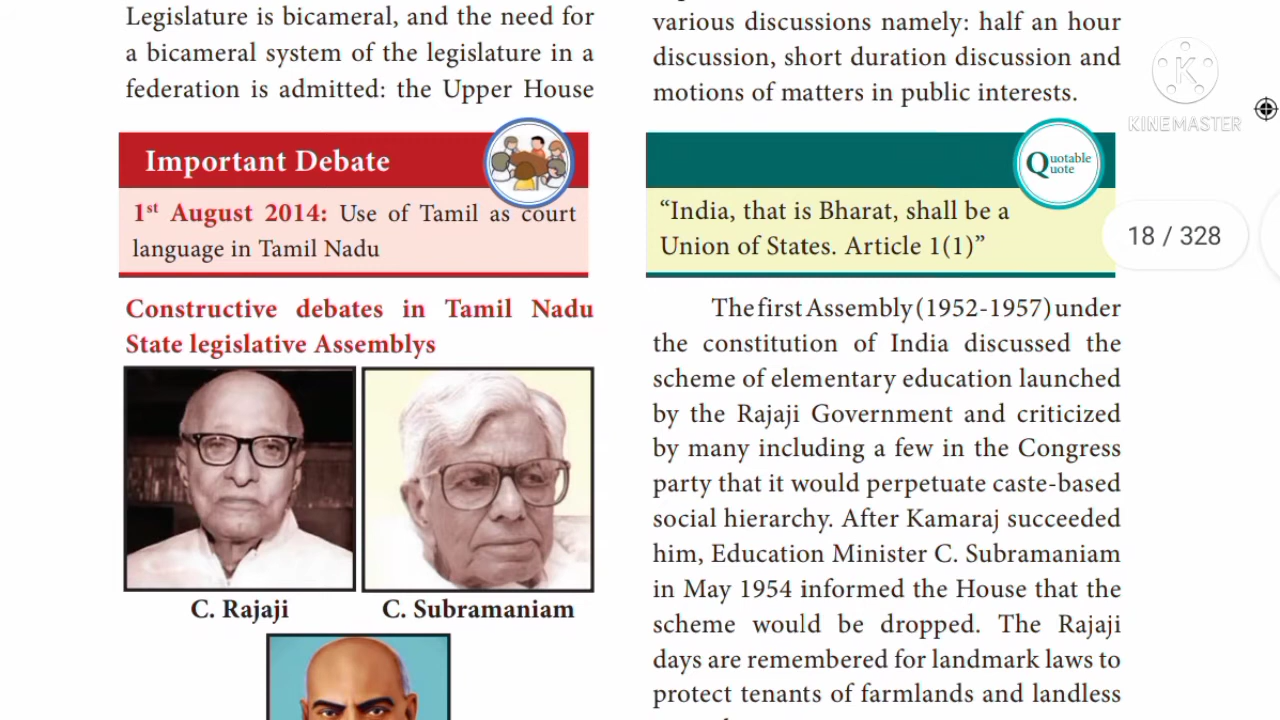 Legislature is bicameral, and the need for
a bicameral system of the legislature in a
federation is admitted: the Upper House
Important Debate
1st August 2014: Use of Tamil as court
language in Tamil Nadu
Constructive debates in Tamil Nadu
State legislative Assemblys
C. Rajaji
C. Subramaniam
various discussions namely: half an hour
discussion, short duration discussion and
motions of matters in public interests.
Quotable
Quote
“India, that is Bharat, shall be a
Union of States. Article 1(1)”
The first Assembly (1952-1957) under
the constitution of India discussed the
scheme of elementary education launched
by the Rajaji Government and criticized
by many including a few in the Congress
party that it would perpetuate caste-based
social hierarchy. After Kamaraj succeeded
him, Education Minister C. Subramaniam
in May 1954 informed the House that the
scheme would be dropped. The Rajaji
days are remembered for landmark laws to
protect tenants of farmlands and landless
K
KINEMASTER
18 / 328